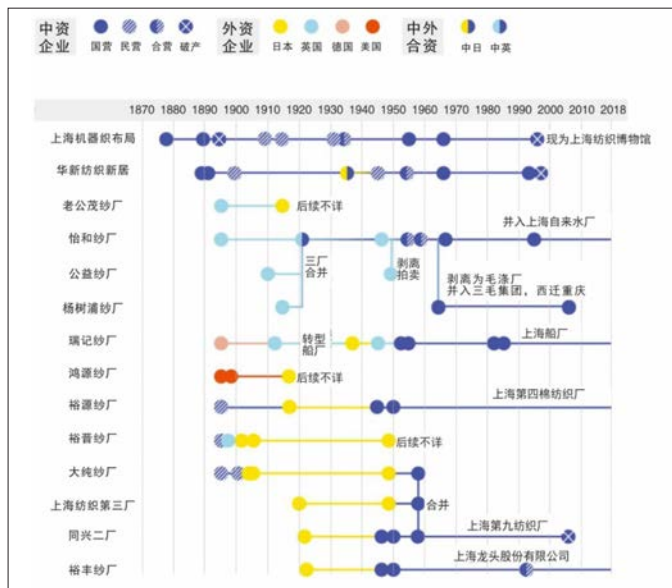 中资企业 外资企业 中外合资
国营 民营 合营 破产 日本 英国 德国 美国 中日 中英
1870 1880 1890 1900 1910 1920 1930 1940 1950 1960 1970 1980 1990 2000 2010 2018
上海机器织布局 现为上海纺织博物馆
华新纺织新居
老公茂纱厂 后续不详
并入上海自来水厂
怡和纱厂
三厂合并
剥离拍卖
公益纱厂
剥离为毛涤厂
并入三毛集团，西迁重庆
杨树浦纱厂
瑞记纱厂 转型船厂 上海船厂
鸿源纱厂 后续不详
上海第四棉纺织厂
裕源纱厂
裕晋纱厂 后续不详
大纯纱厂
上海纺织第三厂 合并
上海第九纺织厂
同兴二厂
上海龙头股份有限公司
裕丰纱厂